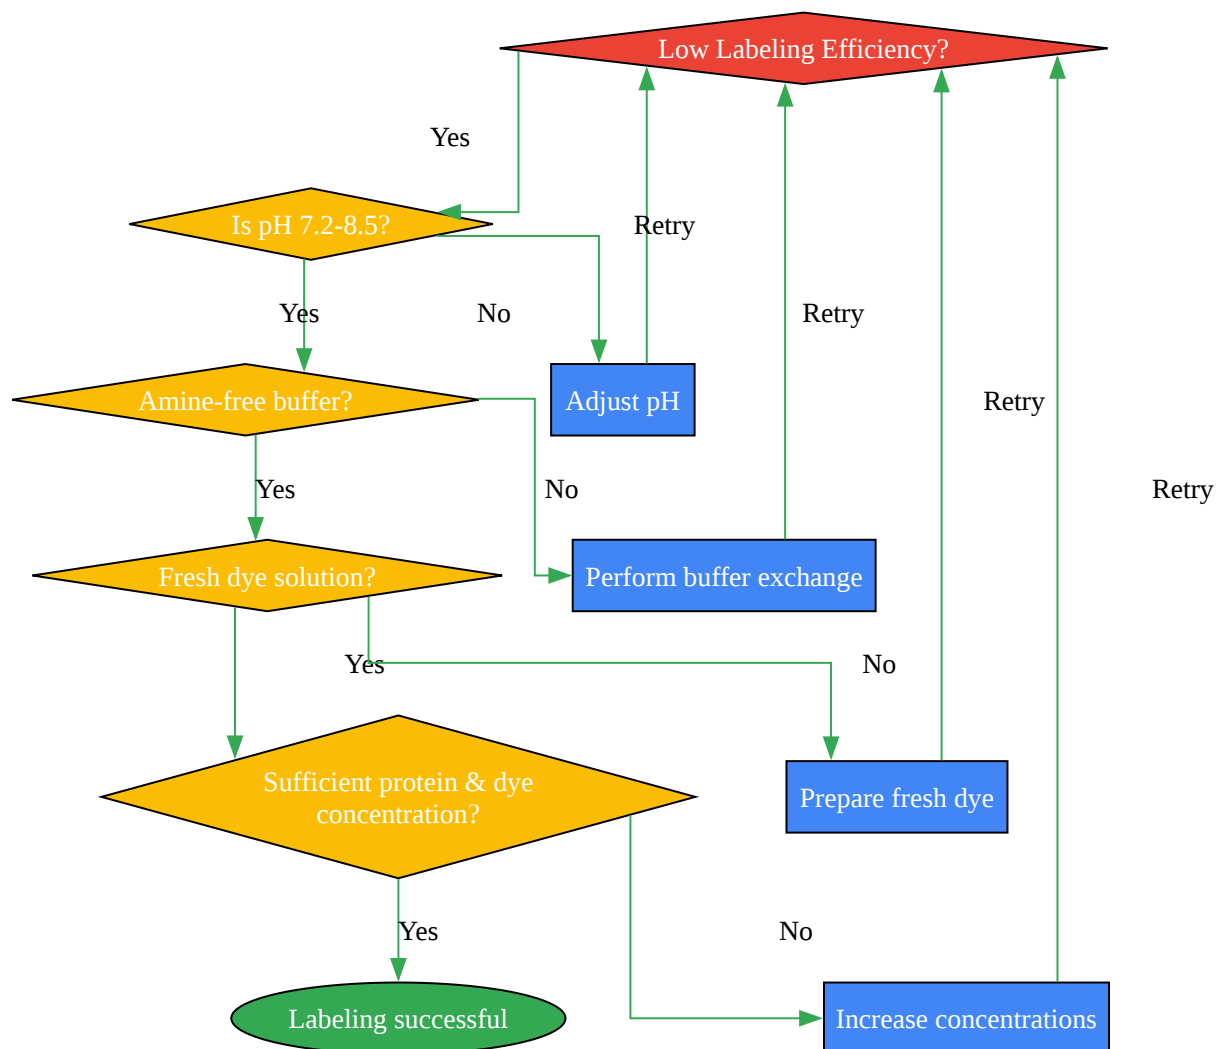 Low Labeling Efficiency?
Yes
Is pH 7.2-8.5?
Retry
Yes
No
Retry
Amine-free buffer?
Adjust pH
Retry
Yes
No
Retry
Fresh dye solution?
Perform buffer exchange
Yes
No
Sufficient protein & dye
concentration?
Prepare fresh dye
Yes
No
Labeling successful
Increase concentrations